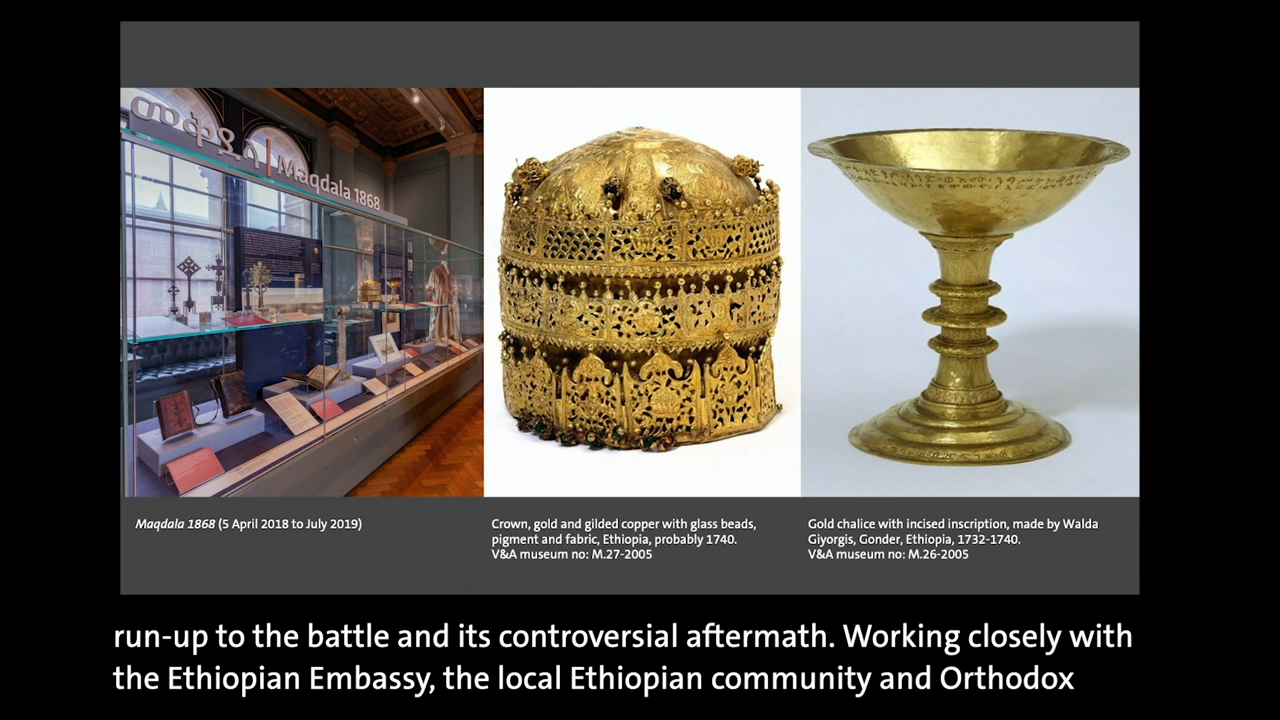 መቅደላ | Maqdala 1868
Maqdala 1868 (5 April 2018 to July 2019)
Crown, gold and gilded copper with glass beads,
pigment and fabric, Ethiopia, probably 1740.
V&A museum no: M.27-2005
Gold chalice with incised inscription, made by Walda
Giyorgis, Gonder, Ethiopia, 1732-1740.
V&A museum no: M.26-2005
run-up to the battle and its controversial aftermath. Working closely with
the Ethiopian Embassy, the local Ethiopian community and Orthodox